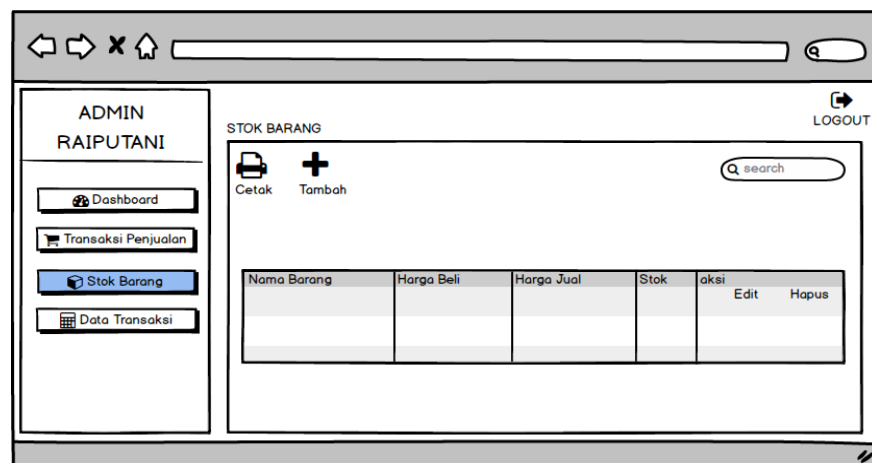 ADMIN
RAIPUTANI
Dashboard
Transaksi Penjualan
Stok Barang
Data Transaksi
LOGOUT
STOK BARANG
Cetak Tambah
search
Nama Barang Harga Beli Harga Jual Stok aksi
Edit Hapus